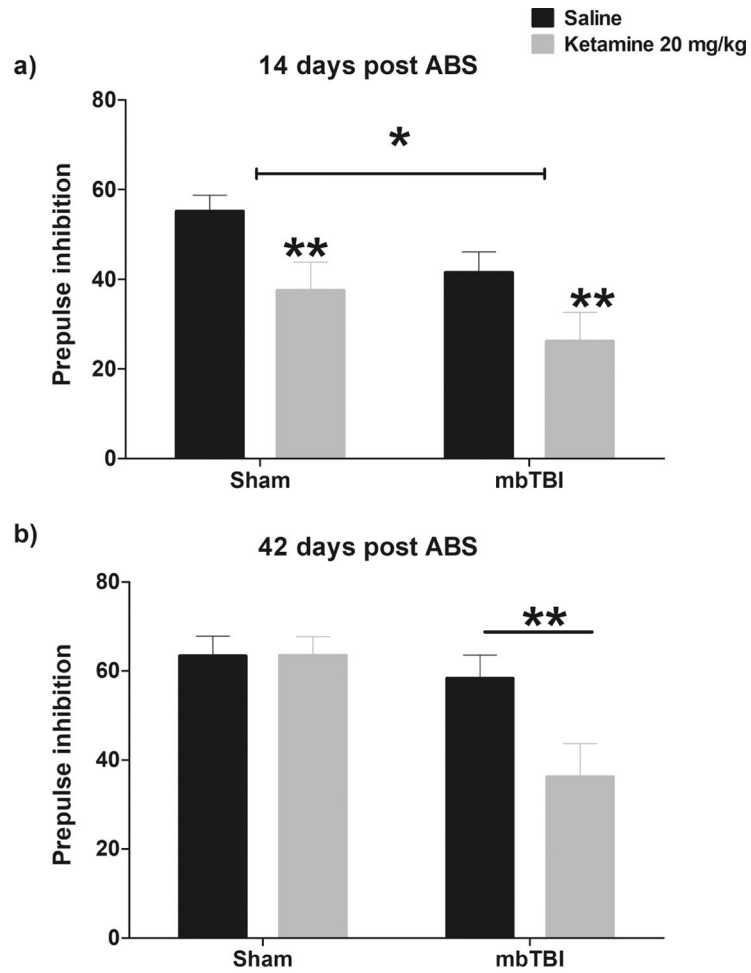 Saline
Ketamine 20 mg/kg
a)
14 days post ABS
*
**
**
Prepulse inhibition
80
60
40
20
0
Sham
mbTBI
b)
42 days post ABS
**
Prepulse inhibition
80
60
40
20
0
Sham
mbTBI